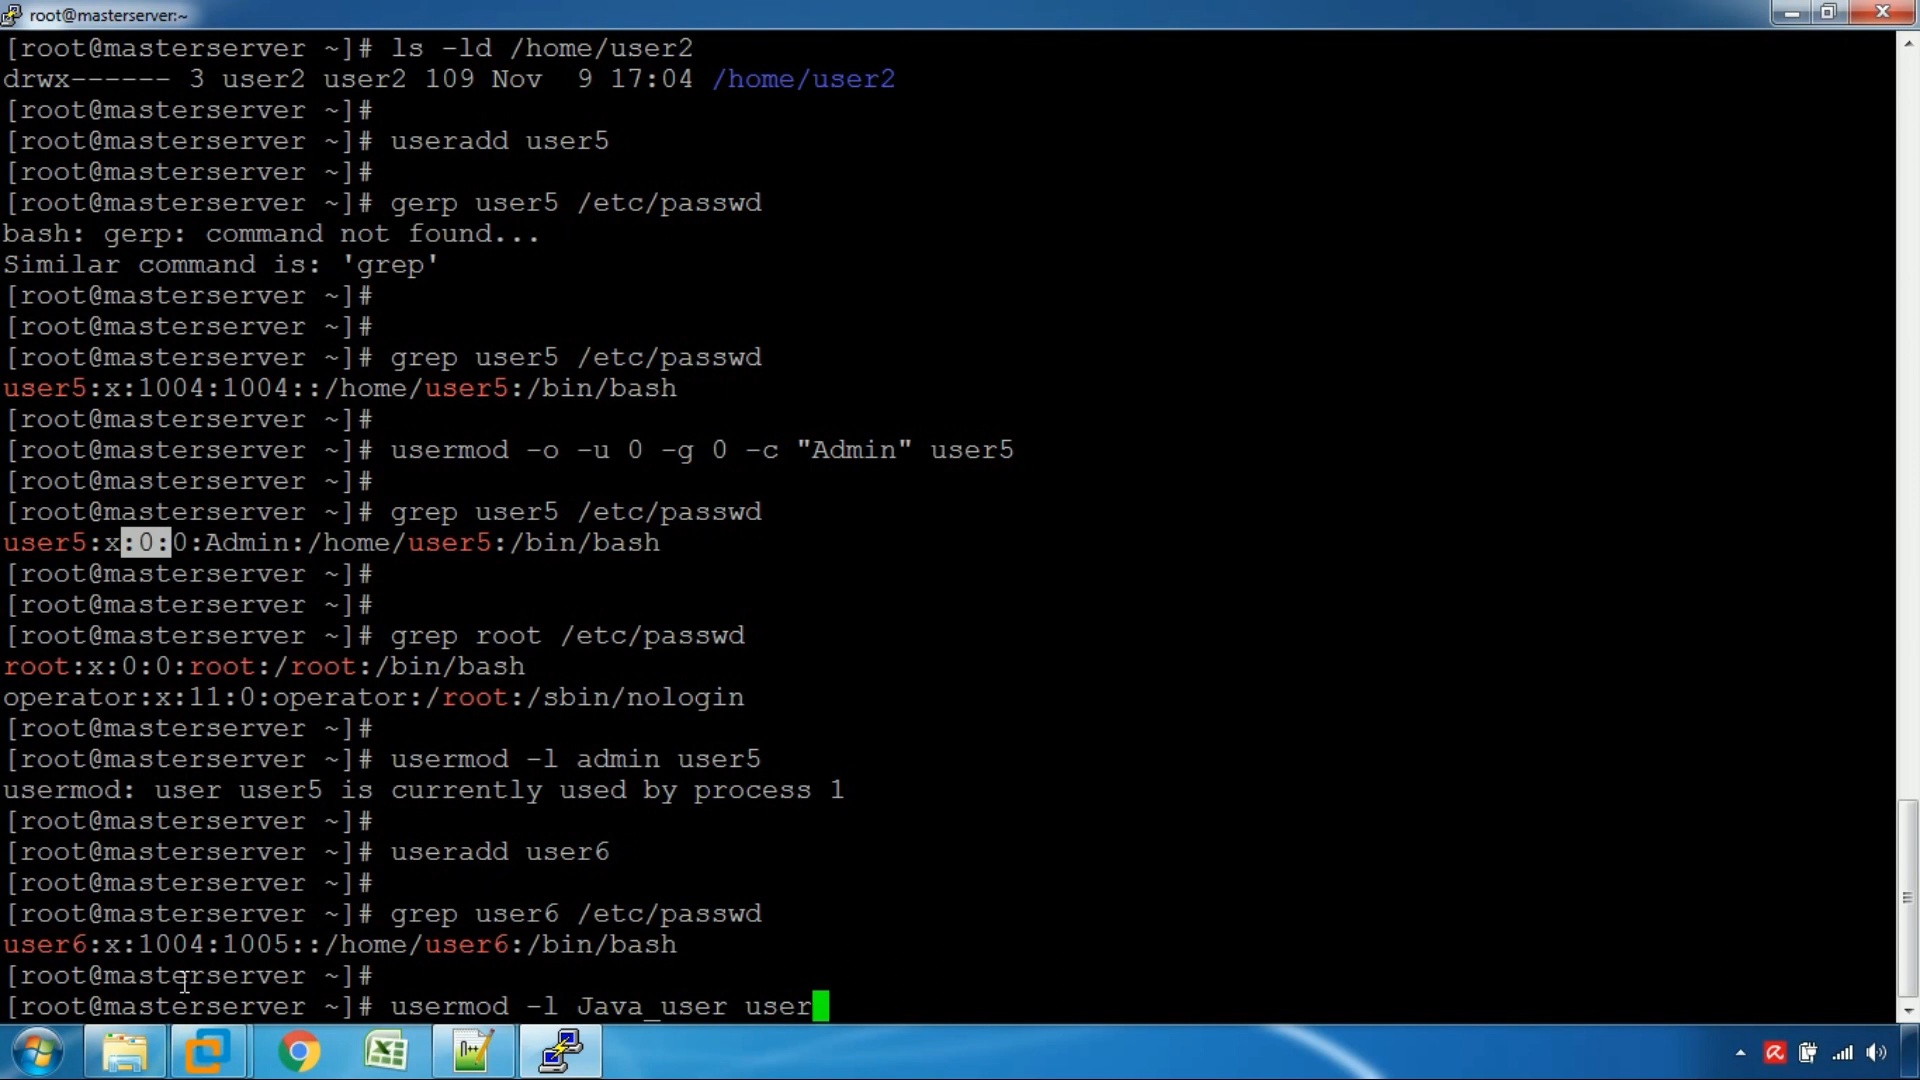 root@masterserver:~
[root@masterserver ~]# ls -ld /home/user2
drwx------ 3 user2 user2 109 Nov  9 17:04 /home/user2
[root@masterserver ~]#
[root@masterserver ~]# useradd user5
[root@masterserver ~]#
[root@masterserver ~]# gerp user5 /etc/passwd
bash: gerp: command not found...
Similar command is: 'grep'
[root@masterserver ~]#
[root@masterserver ~]#
[root@masterserver ~]# grep user5 /etc/passwd
user5:x:1004:1004::/home/user5:/bin/bash
[root@masterserver ~]#
[root@masterserver ~]# usermod -o -u 0 -g 0 -c "Admin" user5
[root@masterserver ~]#
[root@masterserver ~]# grep user5 /etc/passwd
user5:x:0:0:Admin:/home/user5:/bin/bash
[root@masterserver ~]#
[root@masterserver ~]#
[root@masterserver ~]# grep root /etc/passwd
root:x:0:0:root:/root:/bin/bash
operator:x:11:0:operator:/root:/sbin/nologin
[root@masterserver ~]#
[root@masterserver ~]# usermod -l admin user5
usermod: user user5 is currently used by process 1
[root@masterserver ~]#
[root@masterserver ~]# useradd user6
[root@masterserver ~]#
[root@masterserver ~]# grep user6 /etc/passwd
user6:x:1004:1005::/home/user6:/bin/bash
[root@masterserver ~]#
[root@masterserver ~]# usermod -l Java_user user